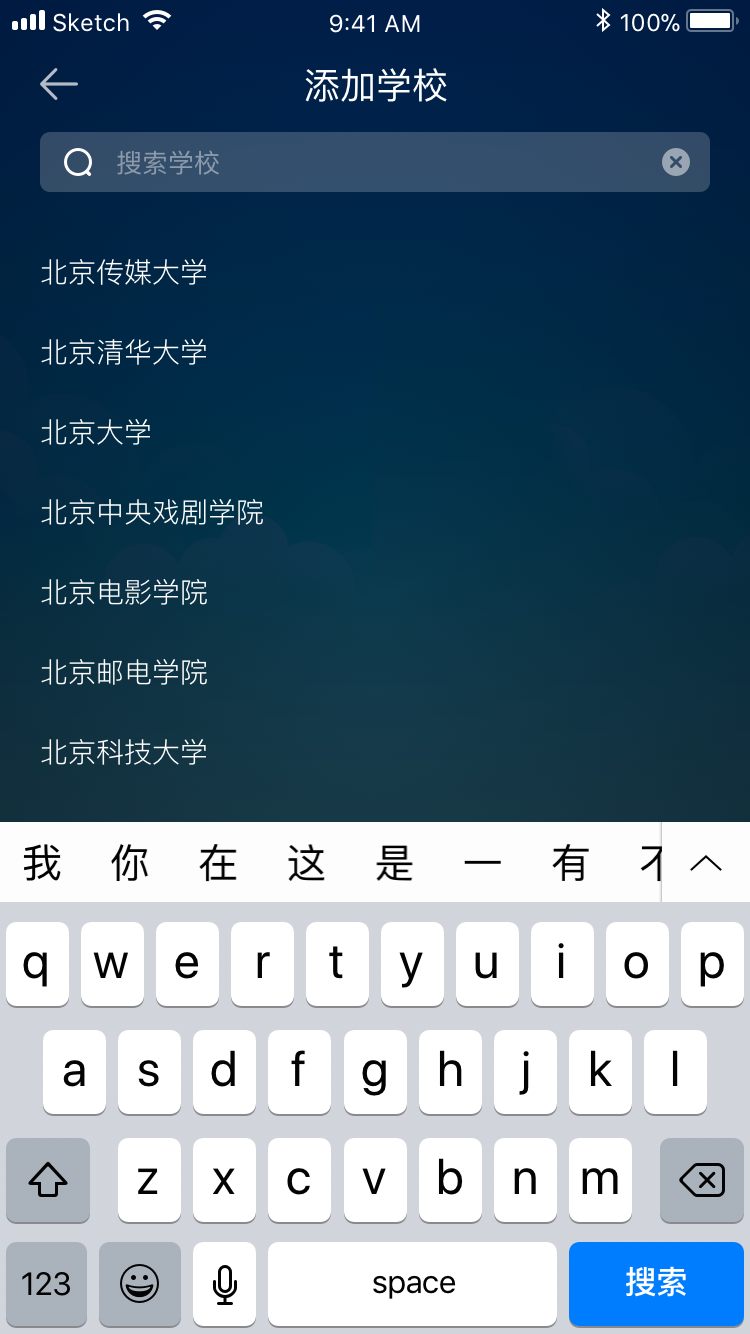 Sketch 9:41 AM 100%
添加学校
搜索学校
北京传媒大学
北京清华大学
北京大学
北京中央戏剧学院
北京电影学院
北京邮电学院
北京科技大学
我 你 在 这 是 一 有
q w e r t y u i o p
a s d f g h j k l
z x c v b n m
123 space 搜索